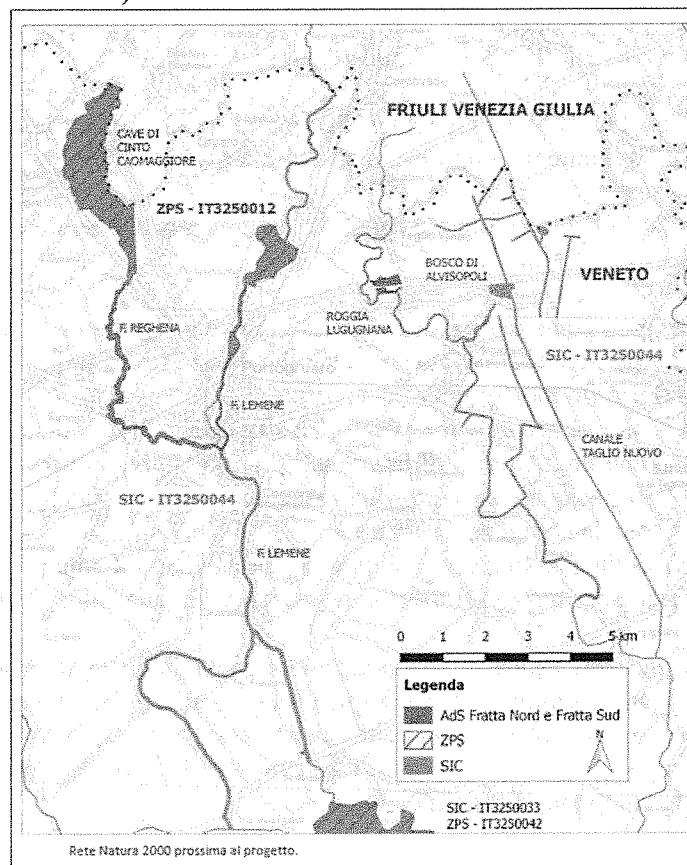 FRIULI VENEZIA GIULIA
CAVE DI
CINTO
CAOMAGGIORE
ZPS - IT3250012
BOSCO DI
ALVISOPOLI
VENETO
ROGGIA
LUGUGNANA
F. REGHENA
SIC - IT3250044
F. LEMENE
CANALE
TAGLIO NUOVO
SIC - IT3250044
F. LEMENE
0 1 2 3 4 5 km
Legenda
AdS Fratta Nord e Fratta Sud
ZPS
SIC
N
SIC - IT3250033
ZPS - IT3250042
Rete Natura 2000 prossima al progetto.